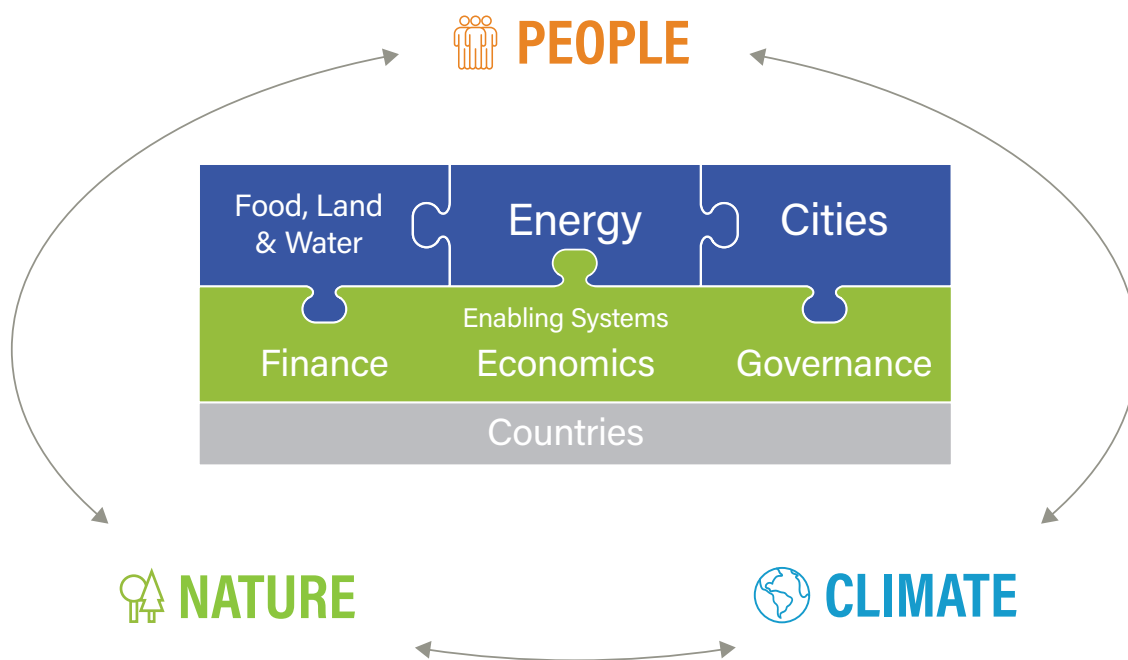 PEOPLE
Food, Land
& Water
Energy
Cities
Enabling Systems
Finance
Economics
Governance
Countries
NATURE
CLIMATE